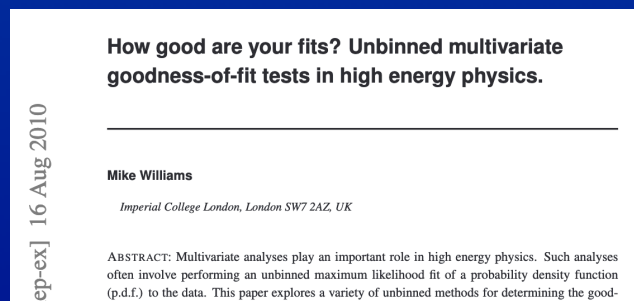 How good are your fits? Unbinned multivariate
goodness-of-fit tests in high energy physics.
ep-ex] 16 Aug 2010
Mike Williams
Imperial College London, London SW7 2AZ, UK
ABSTRACT: Multivariate analyses play an important role in high energy physics. Such analyses
often involve performing an unbinned maximum likelihood fit of a probability density function
(p.d.f.) to the data. This paper explores a variety of unbinned methods for determining the good-